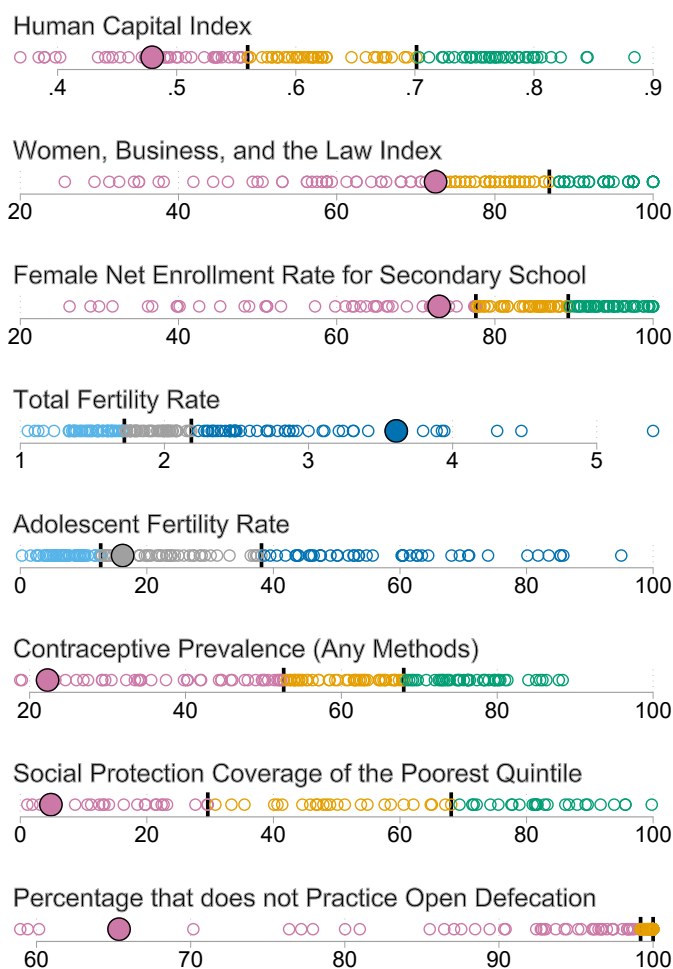 Human Capital Index
.4 .5 .6 .7 .8 .9
Women, Business, and the Law Index
20 40 60 80 100
Female Net Enrollment Rate for Secondary School
20 40 60 80 100
Total Fertility Rate
1 2 3 4 5
Adolescent Fertility Rate
0 20 40 60 80 100
Contraceptive Prevalence (Any Methods)
20 40 60 80 100
Social Protection Coverage of the Poorest Quintile
0 20 40 60 80 100
Percentage that does not Practice Open Defecation
60 70 80 90 100